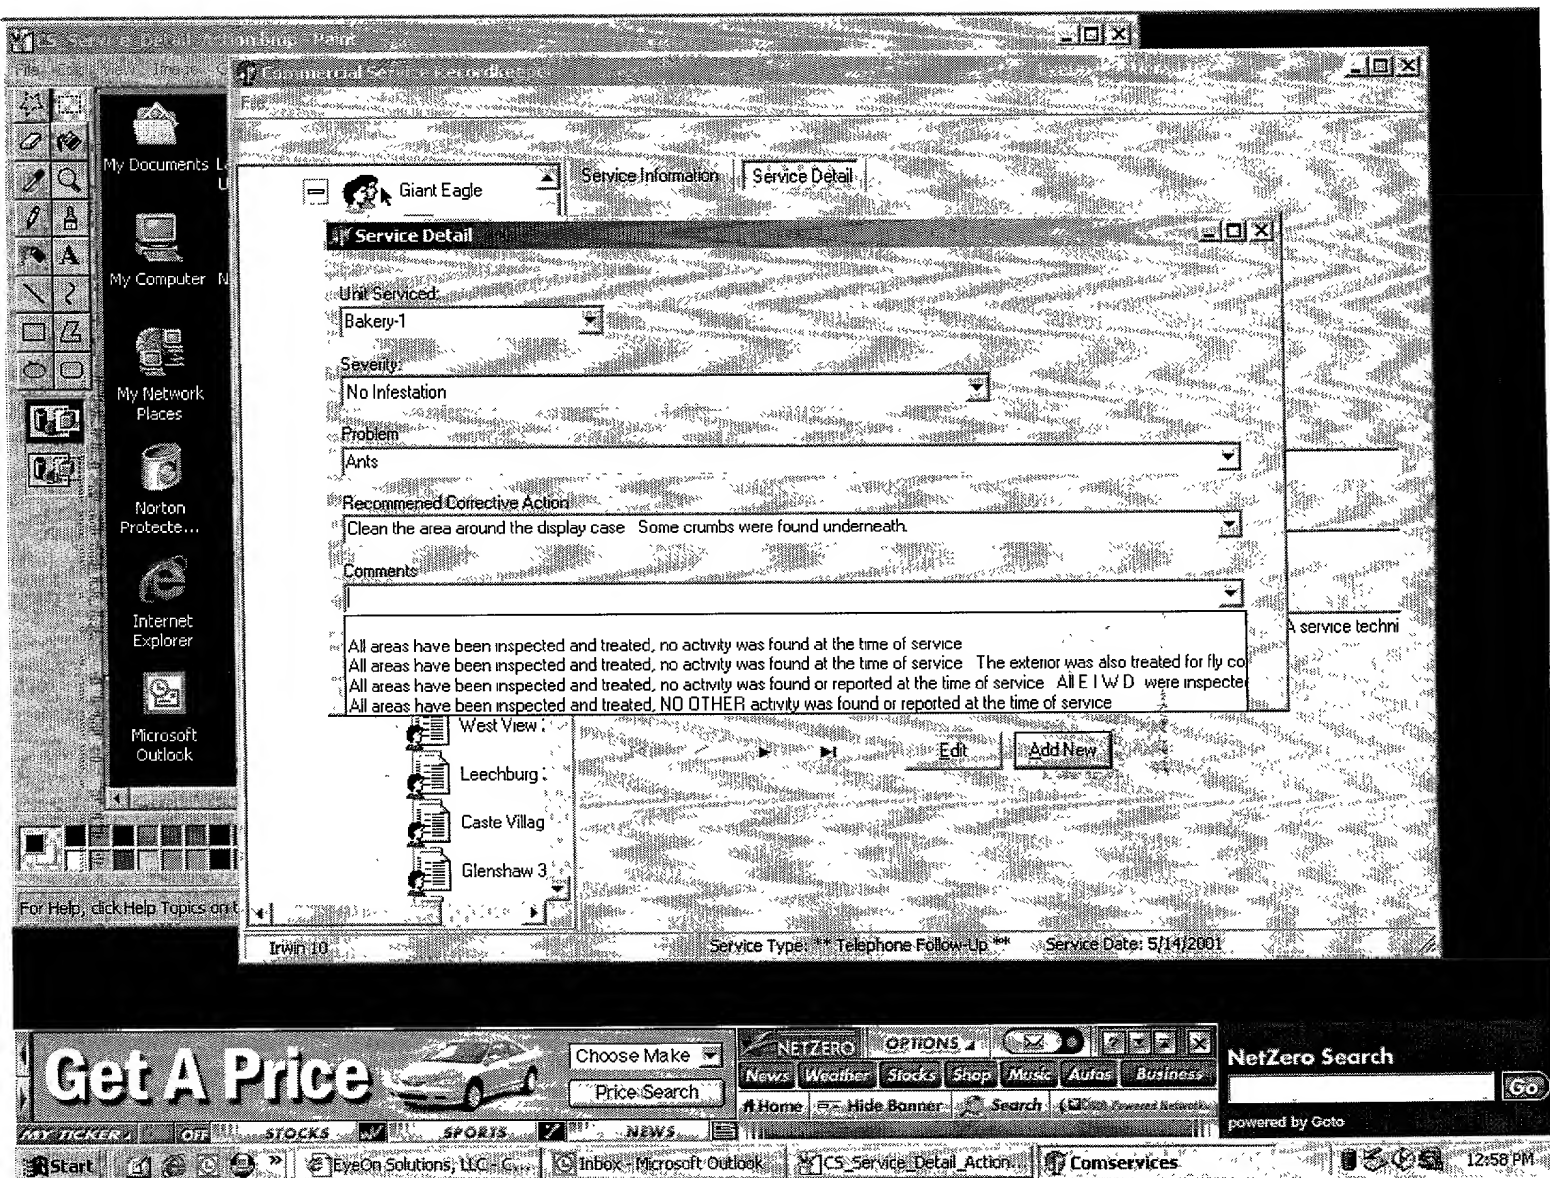 CS_Service_Detail_Action.bmp - Paint
File Edit View Image
Commercial Service Recordkeeper
File
My Documents
My Computer
My Network
Places
Norton
Protecte...
Internet
Explorer
Microsoft
Outlook
Giant Eagle
Service Information
Service Detail
Service Detail
Unit Serviced:
Bakery-1
Severity:
No Infestation
Problem
Ants
Recommened Corrective Action
Clean the area around the display case Some crumbs were found underneath.
Comments
All areas have been inspected and treated, no activity was found at the time of service
All areas have been inspected and treated, no activity was found at the time of service The exterior was also treated for fly co
All areas have been inspected and treated, no activity was found or reported at the time of service All E I W D were inspecte
All areas have been inspected and treated, NO OTHER activity was found or reported at the time of service
A service techni
West View
Leechburg
Caste Villag
Glenshaw 3
Edit
Add New
For Help, click Help Topics on t
Irwin 10
Service Type: ** Telephone Follow-Up **
Service Date: 5/14/2001
Get A Price
Choose Make
Price Search
NETZERO
OPTIONS
News Weather Stocks Shop Music Autos Business
Home Hide Banner Search
NetZero Search
Go
powered by Goto
MY TICKER OFF STOCKS SPORTS NEWS
Start
»
EyeOn Solutions, LLC - C...
Inbox - Microsoft Outlook
CS_Service_Detail_Action...
Comservices
12:58 PM